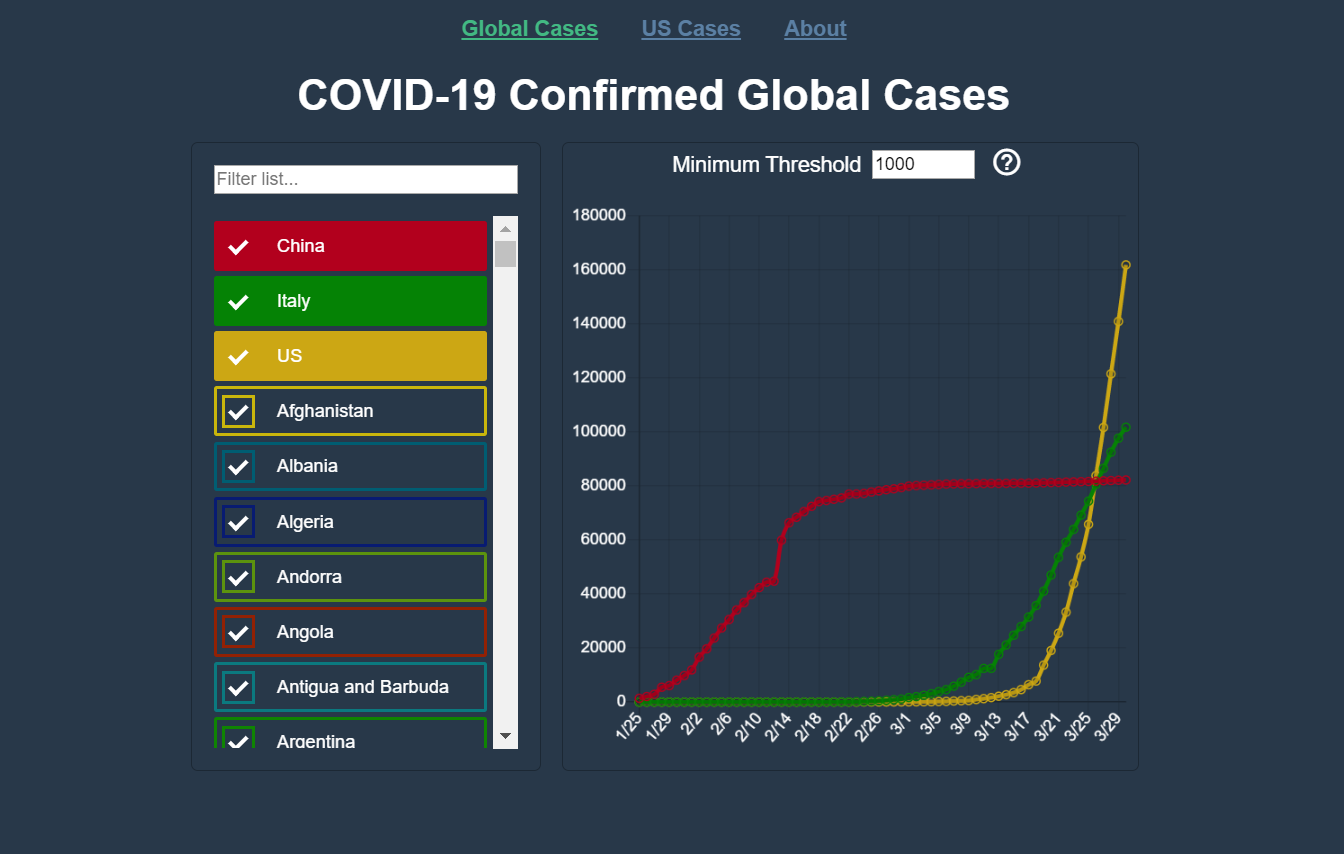 Global Cases US Cases About
COVID-19 Confirmed Global Cases
Filter list...
China
Italy
US
Afghanistan
Albania
Algeria
Andorra
Angola
Antigua and Barbuda
Argentina
Minimum Threshold 1000 ?
180000
160000
140000
120000
100000
80000
60000
40000
20000
0
1/25 1/29 2/2 2/6 2/10 2/14 2/18 2/22 2/26 3/1 3/5 3/9 3/13 3/17 3/21 3/25 3/29